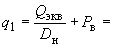 q₁ = Qэкв / Dн + Pв =